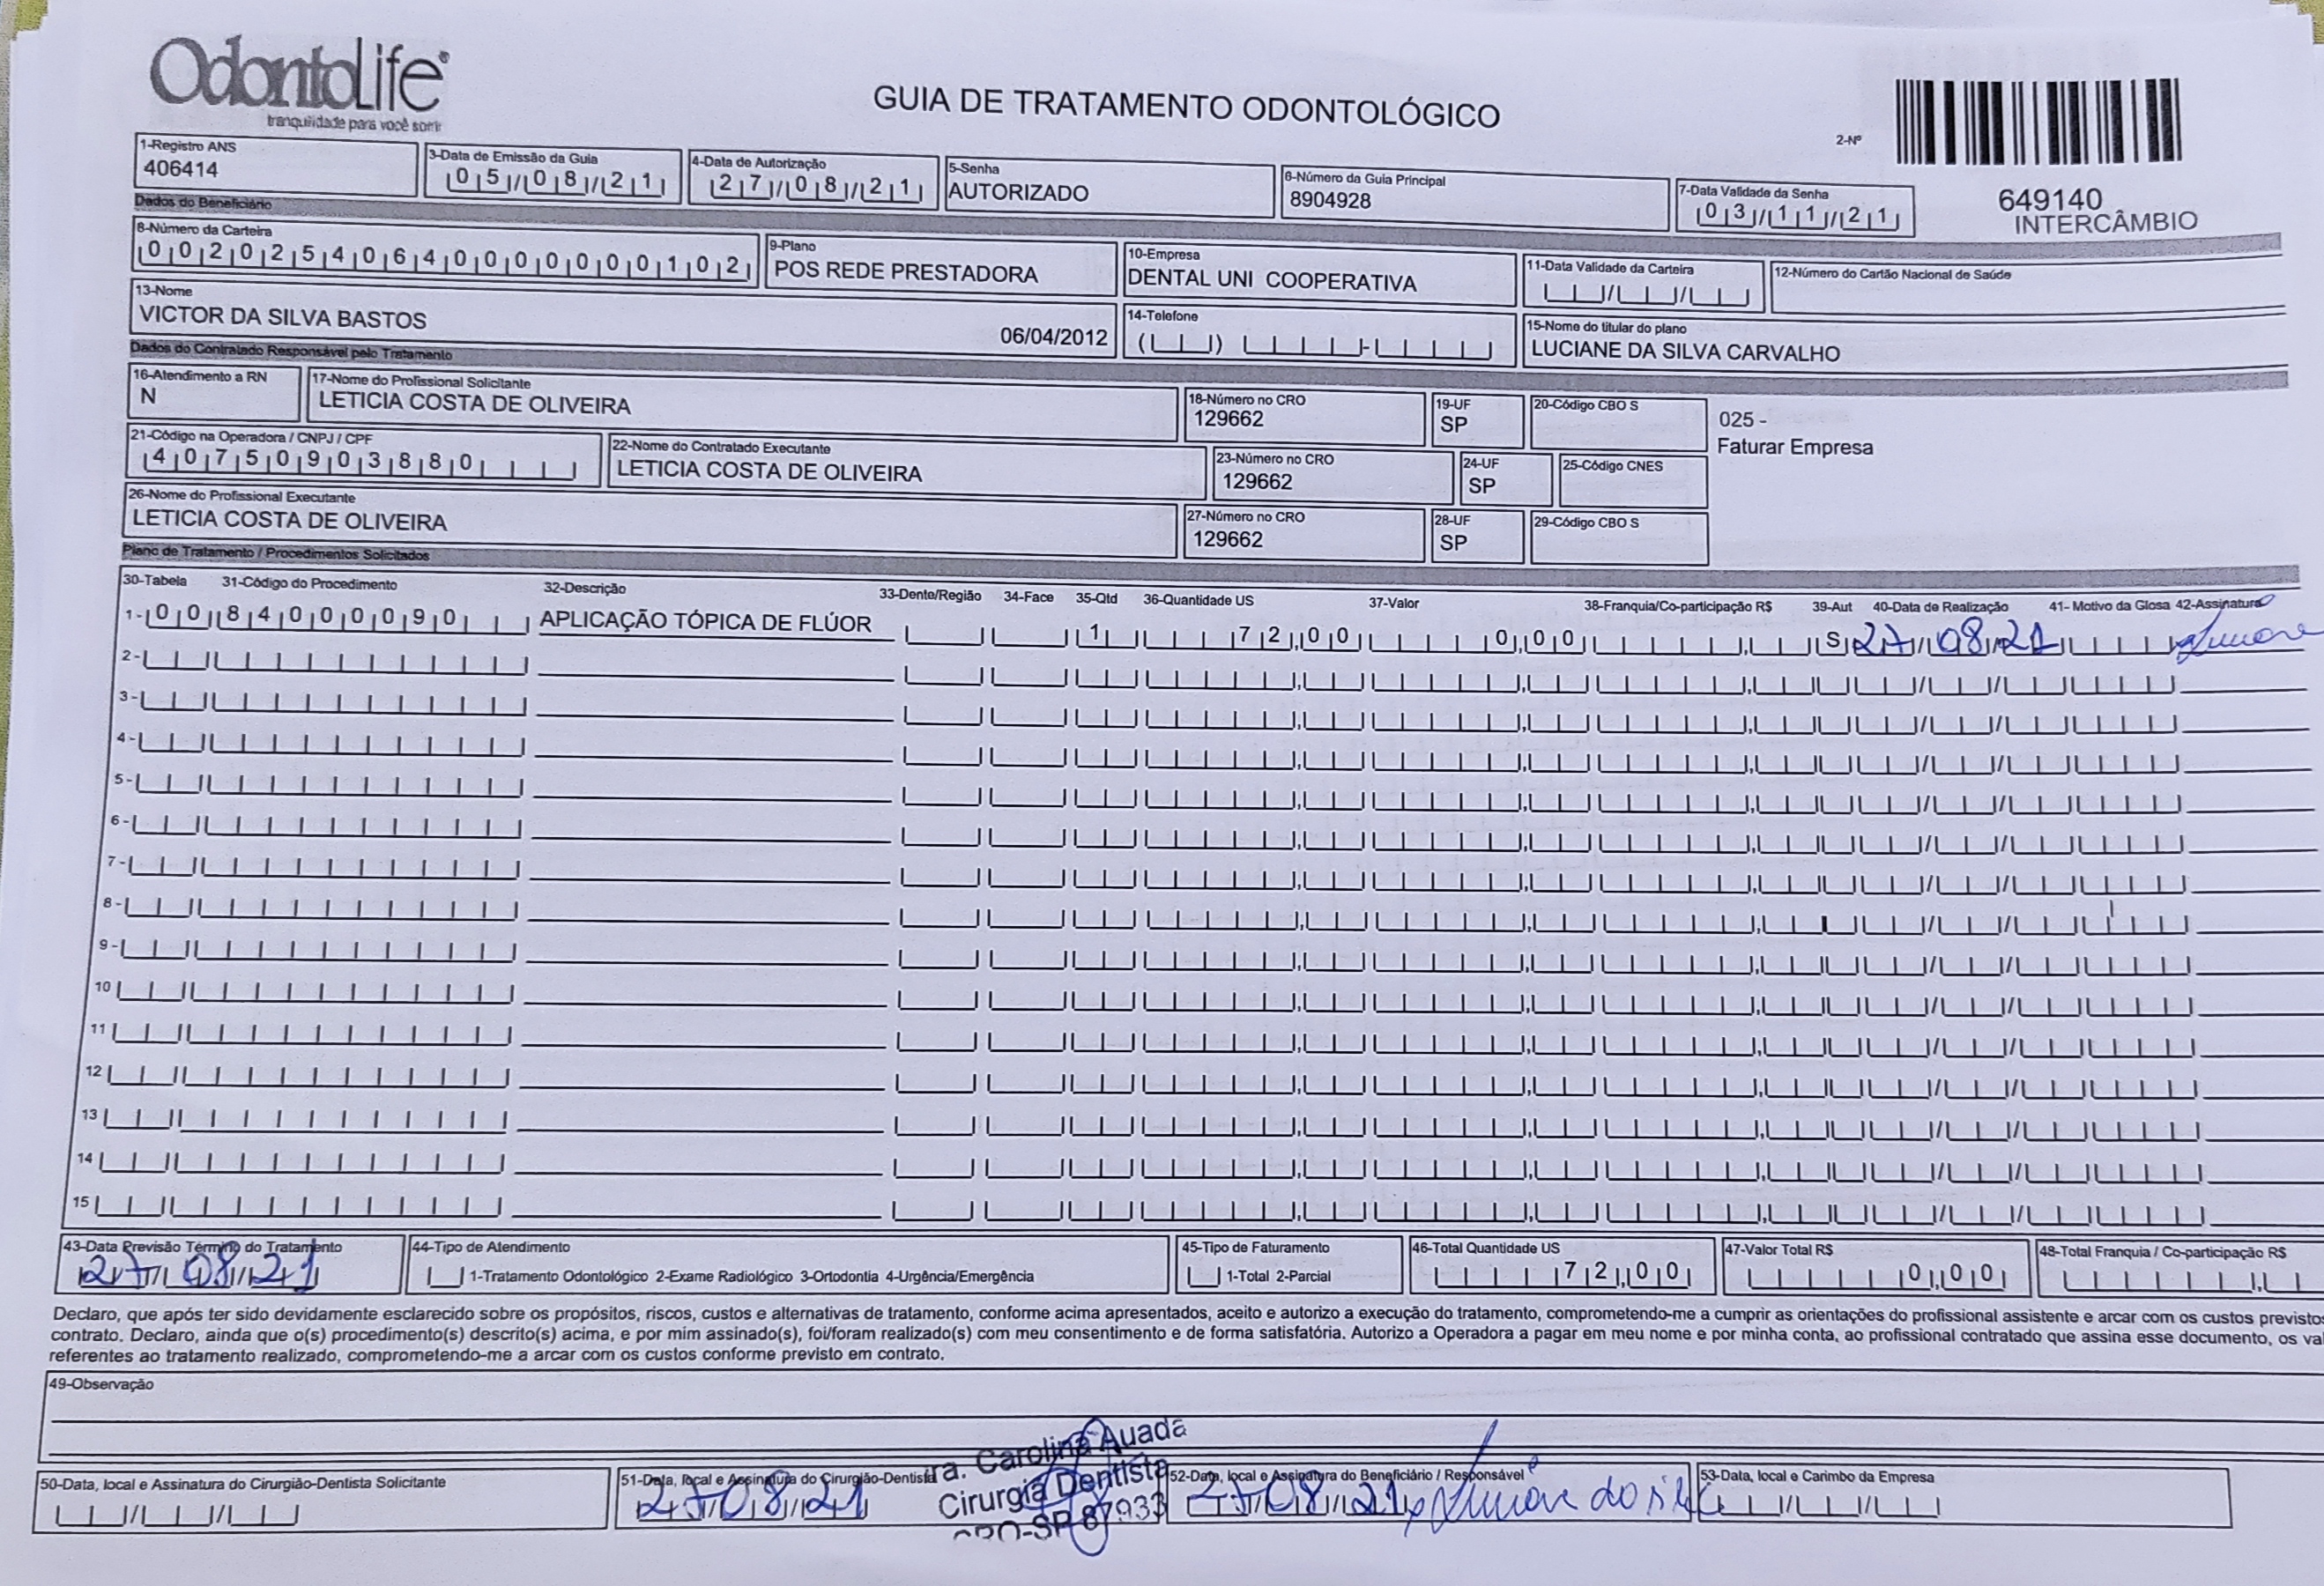 OdontoLife®
tranquilidade para você sorrir
GUIA DE TRATAMENTO ODONTOLÓGICO
2-Nº
649140
INTERCÂMBIO
1-Registro ANS
406414
3-Data de Emissão da Guia
05/08/21
4-Data de Autorização
27/08/21
5-Senha
AUTORIZADO
6-Número da Guia Principal
8904928
7-Data Validade da Senha
03/11/21
Dados do Beneficiário
8-Número da Carteira
00202540640000000102
9-Plano
POS REDE PRESTADORA
10-Empresa
DENTAL UNI COOPERATIVA
11-Data Validade da Carteira
12-Número do Cartão Nacional de Saúde
13-Nome
VICTOR DA SILVA BASTOS
06/04/2012
14-Telefone
15-Nome do titular do plano
LUCIANE DA SILVA CARVALHO
Dados do Contratado Responsável pelo Tratamento
16-Atendimento a RN
N
17-Nome do Profissional Solicitante
LETICIA COSTA DE OLIVEIRA
18-Número no CRO
129662
19-UF
SP
20-Código CBO S
025 -
Faturar Empresa
21-Código na Operadora / CNPJ / CPF
40750903880
22-Nome do Contratado Executante
LETICIA COSTA DE OLIVEIRA
23-Número no CRO
129662
24-UF
SP
25-Código CNES
26-Nome do Profissional Executante
LETICIA COSTA DE OLIVEIRA
27-Número no CRO
129662
28-UF
SP
29-Código CBO S
Plano de Tratamento / Procedimentos Solicitados
30-Tabela 31-Código do Procedimento 32-Descrição 33-Dente/Região 34-Face 35-Qtd 36-Quantidade US 37-Valor 38-Franquia/Co-participação R$ 39-Aut 40-Data de Realização 41- Motivo da Glosa 42-Assinatura
1- 00 84000090 APLICAÇÃO TÓPICA DE FLÚOR 1 72,00 0,00 S 27/08/21
2-
3-
4-
5-
6-
7-
8-
9-
10
11
12
13
14
15
43-Data Previsão Término do Tratamento
27/08/21
44-Tipo de Atendimento
1-Tratamento Odontológico 2-Exame Radiológico 3-Ortodontia 4-Urgência/Emergência
45-Tipo de Faturamento
1-Total 2-Parcial
46-Total Quantidade US
72,00
47-Valor Total R$
0,00
48-Total Franquia / Co-participação R$
Declaro, que após ter sido devidamente esclarecido sobre os propósitos, riscos, custos e alternativas de tratamento, conforme acima apresentados, aceito e autorizo a execução do tratamento, comprometendo-me a cumprir as orientações do profissional assistente e arcar com os custos previstos
contrato. Declaro, ainda que o(s) procedimento(s) descrito(s) acima, e por mim assinado(s), foi/foram realizado(s) com meu consentimento e de forma satisfatória. Autorizo a Operadora a pagar em meu nome e por minha conta, ao profissional contratado que assina esse documento, os val
referentes ao tratamento realizado, comprometendo-me a arcar com os custos conforme previsto em contrato.
49-Observação
50-Data, local e Assinatura do Cirurgião-Dentista Solicitante
51-Data, local e Assinatura do Cirurgião-Dentista
27/08/21
ra. Carolina Auada
Cirurgiã Dentista
CRO-SP 87933
52-Data, local e Assinatura do Beneficiário / Responsável
27/08/21
53-Data, local e Carimbo da Empresa